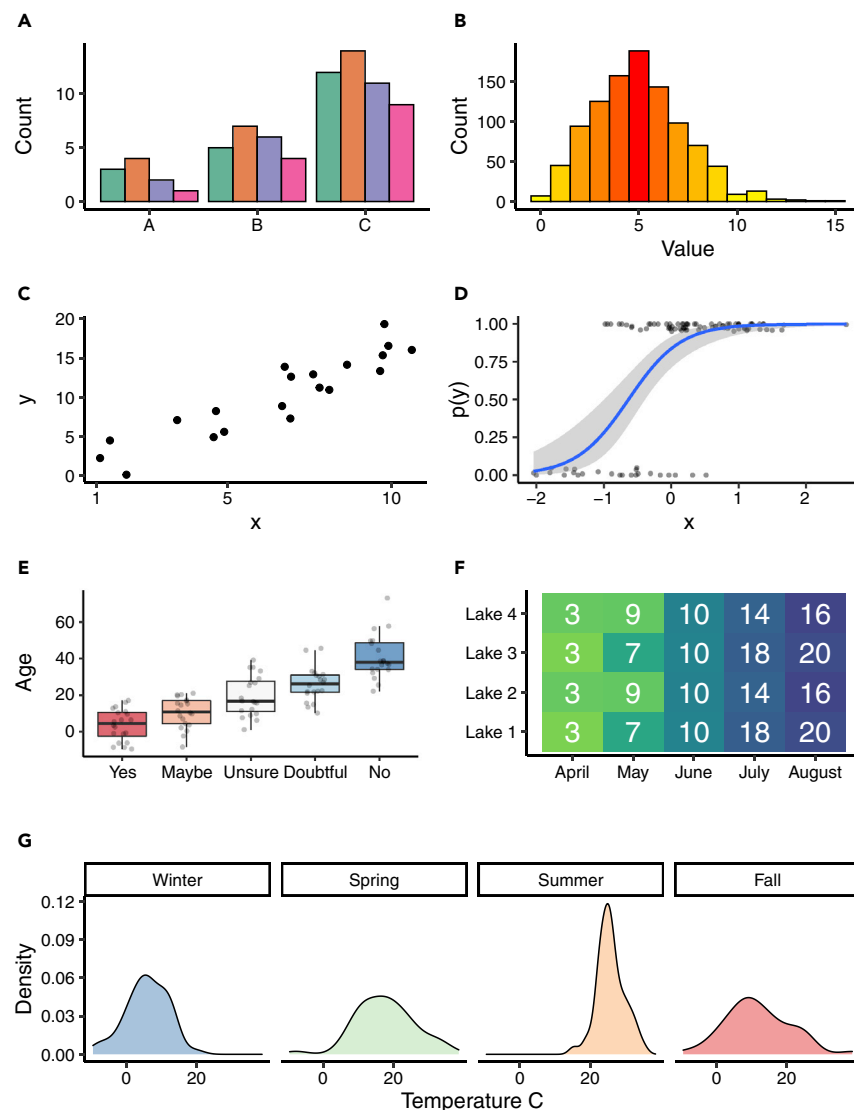 A
B
Count
10
5
0
A
B
C
Count
150
100
50
0
0
5
10
15
Value
C
D
y
20
15
10
5
0
1
5
10
x
p(y)
1.00
0.75
0.50
0.25
0.00
−2
−1
0
1
2
x
E
F
Age
60
40
20
0
Yes Maybe Unsure Doubtful No
Lake 4 3 9 10 14 16
Lake 3 3 7 10 18 20
Lake 2 3 9 10 14 16
Lake 1 3 7 10 18 20
April May June July August
G
Winter Spring Summer Fall
Density
0.12
0.09
0.06
0.03
0.00
0 20 0 20 0 20 0 20
Temperature C